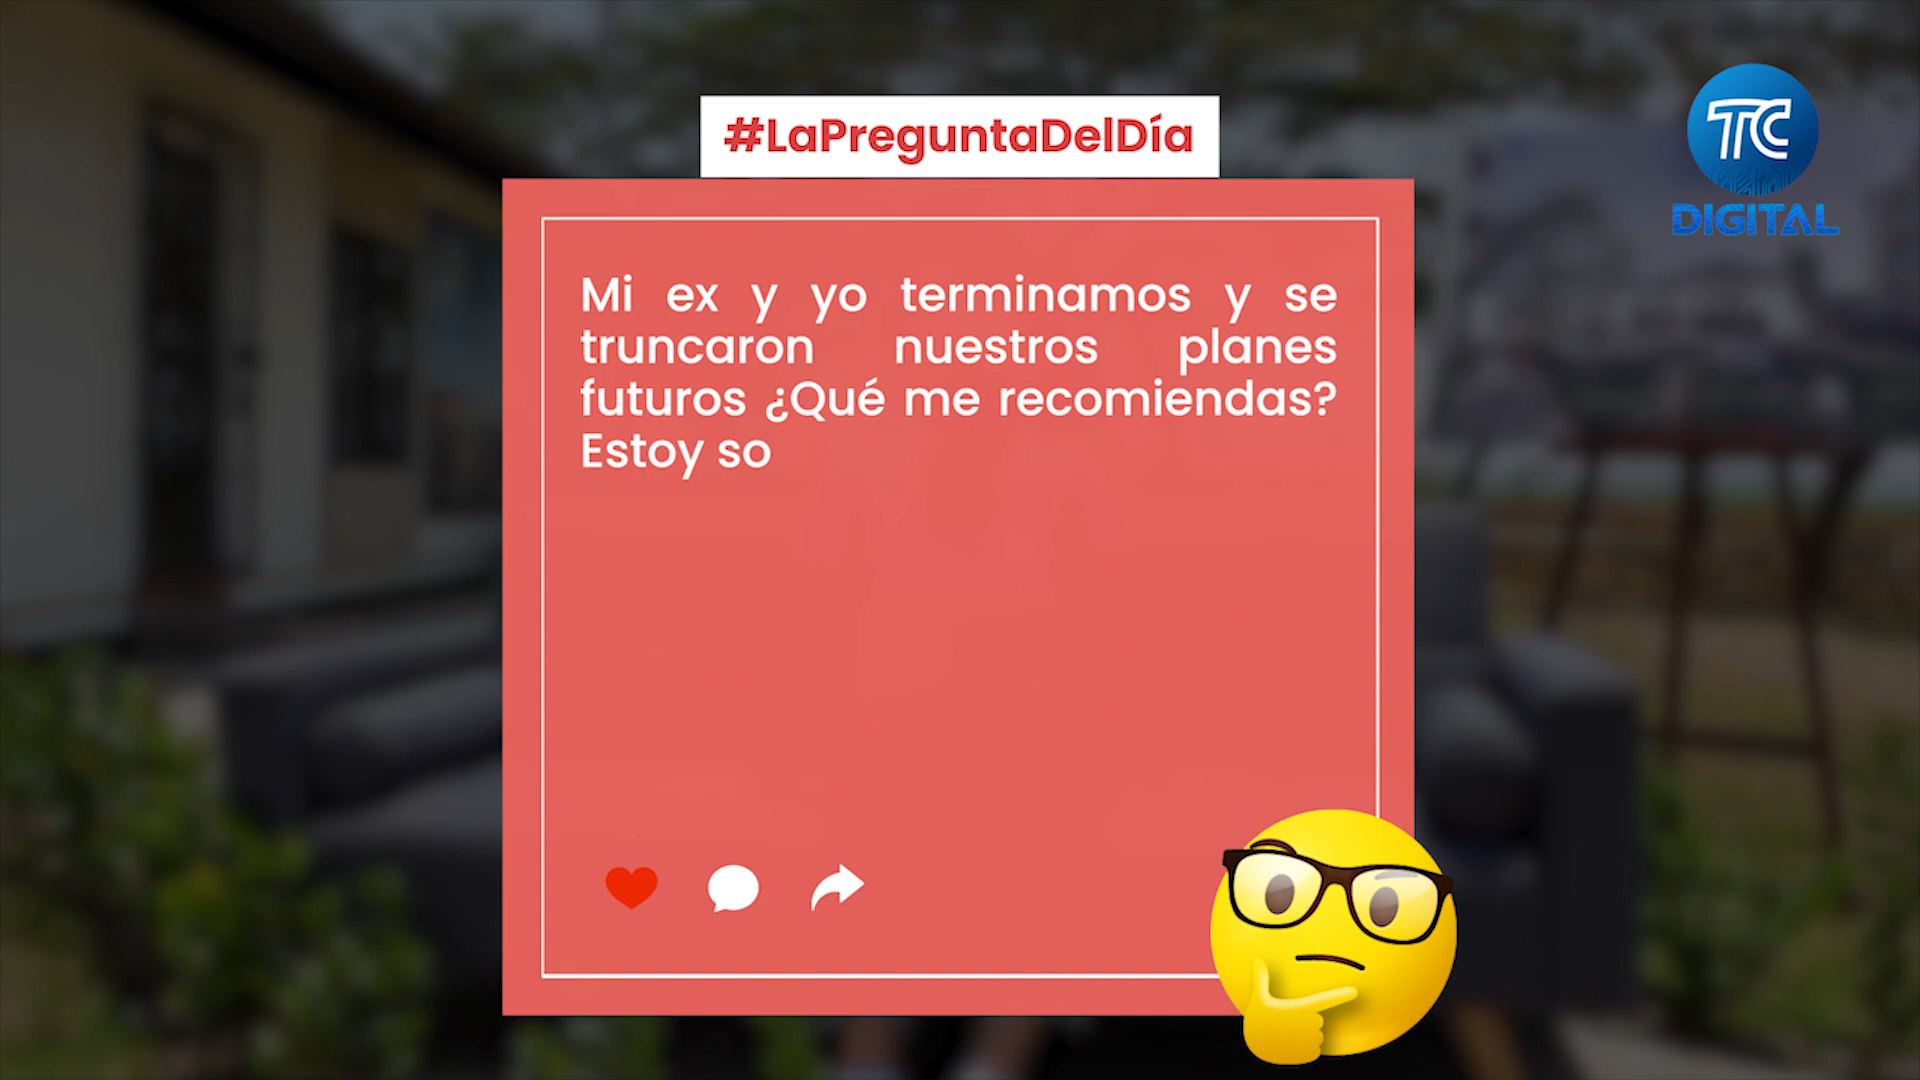 #LaPreguntaDelDía
TC
DIGITAL
Mi ex y yo terminamos y se
truncaron nuestros planes
futuros ¿Qué me recomiendas?
Estoy so